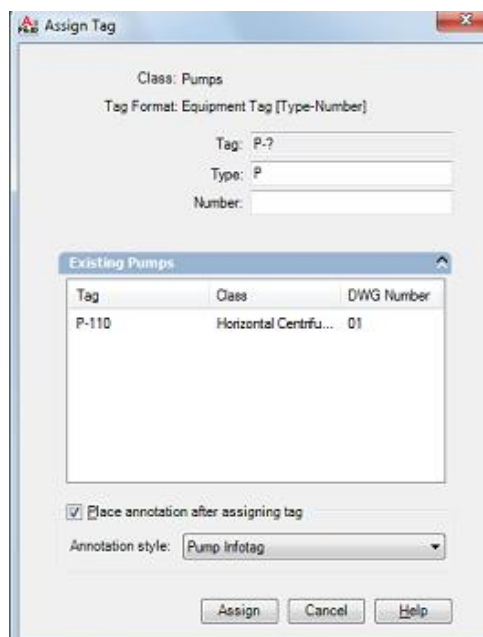 Assign Tag
Class: Pumps
Tag Format: Equipment Tag [Type-Number]
Tag: P-?
Type: P
Number:
Existing Pumps
Tag Class DWG Number
P-110 Horizontal Centrifu... 01
Place annotation after assigning tag
Annotation style: Pump Infotag
Assign Cancel Help